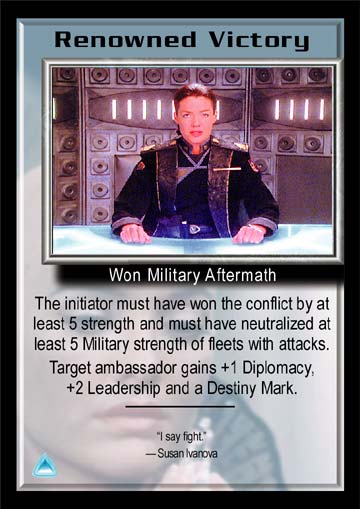 Renowned Victory
Won Military Aftermath
The initiator must have won the conflict by at
least 5 strength and must have neutralized at
least 5 Military strength of fleets with attacks.
Target ambassador gains +1 Diplomacy,
+2 Leadership and a Destiny Mark.
"I say fight."
— Susan Ivanova